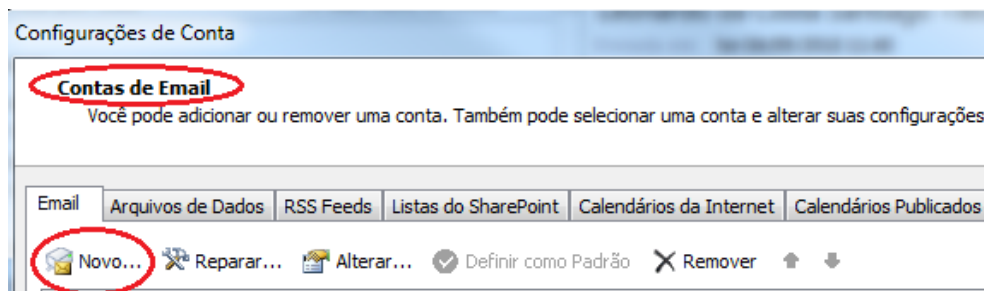 Configurações de Conta
Contas de Email
Você pode adicionar ou remover uma conta. Também pode selecionar uma conta e alterar suas configurações
Email Arquivos de Dados RSS Feeds Listas do SharePoint Calendários da Internet Calendários Publicados
Novo... Reparar... Alterar... Definir como Padrão Remover